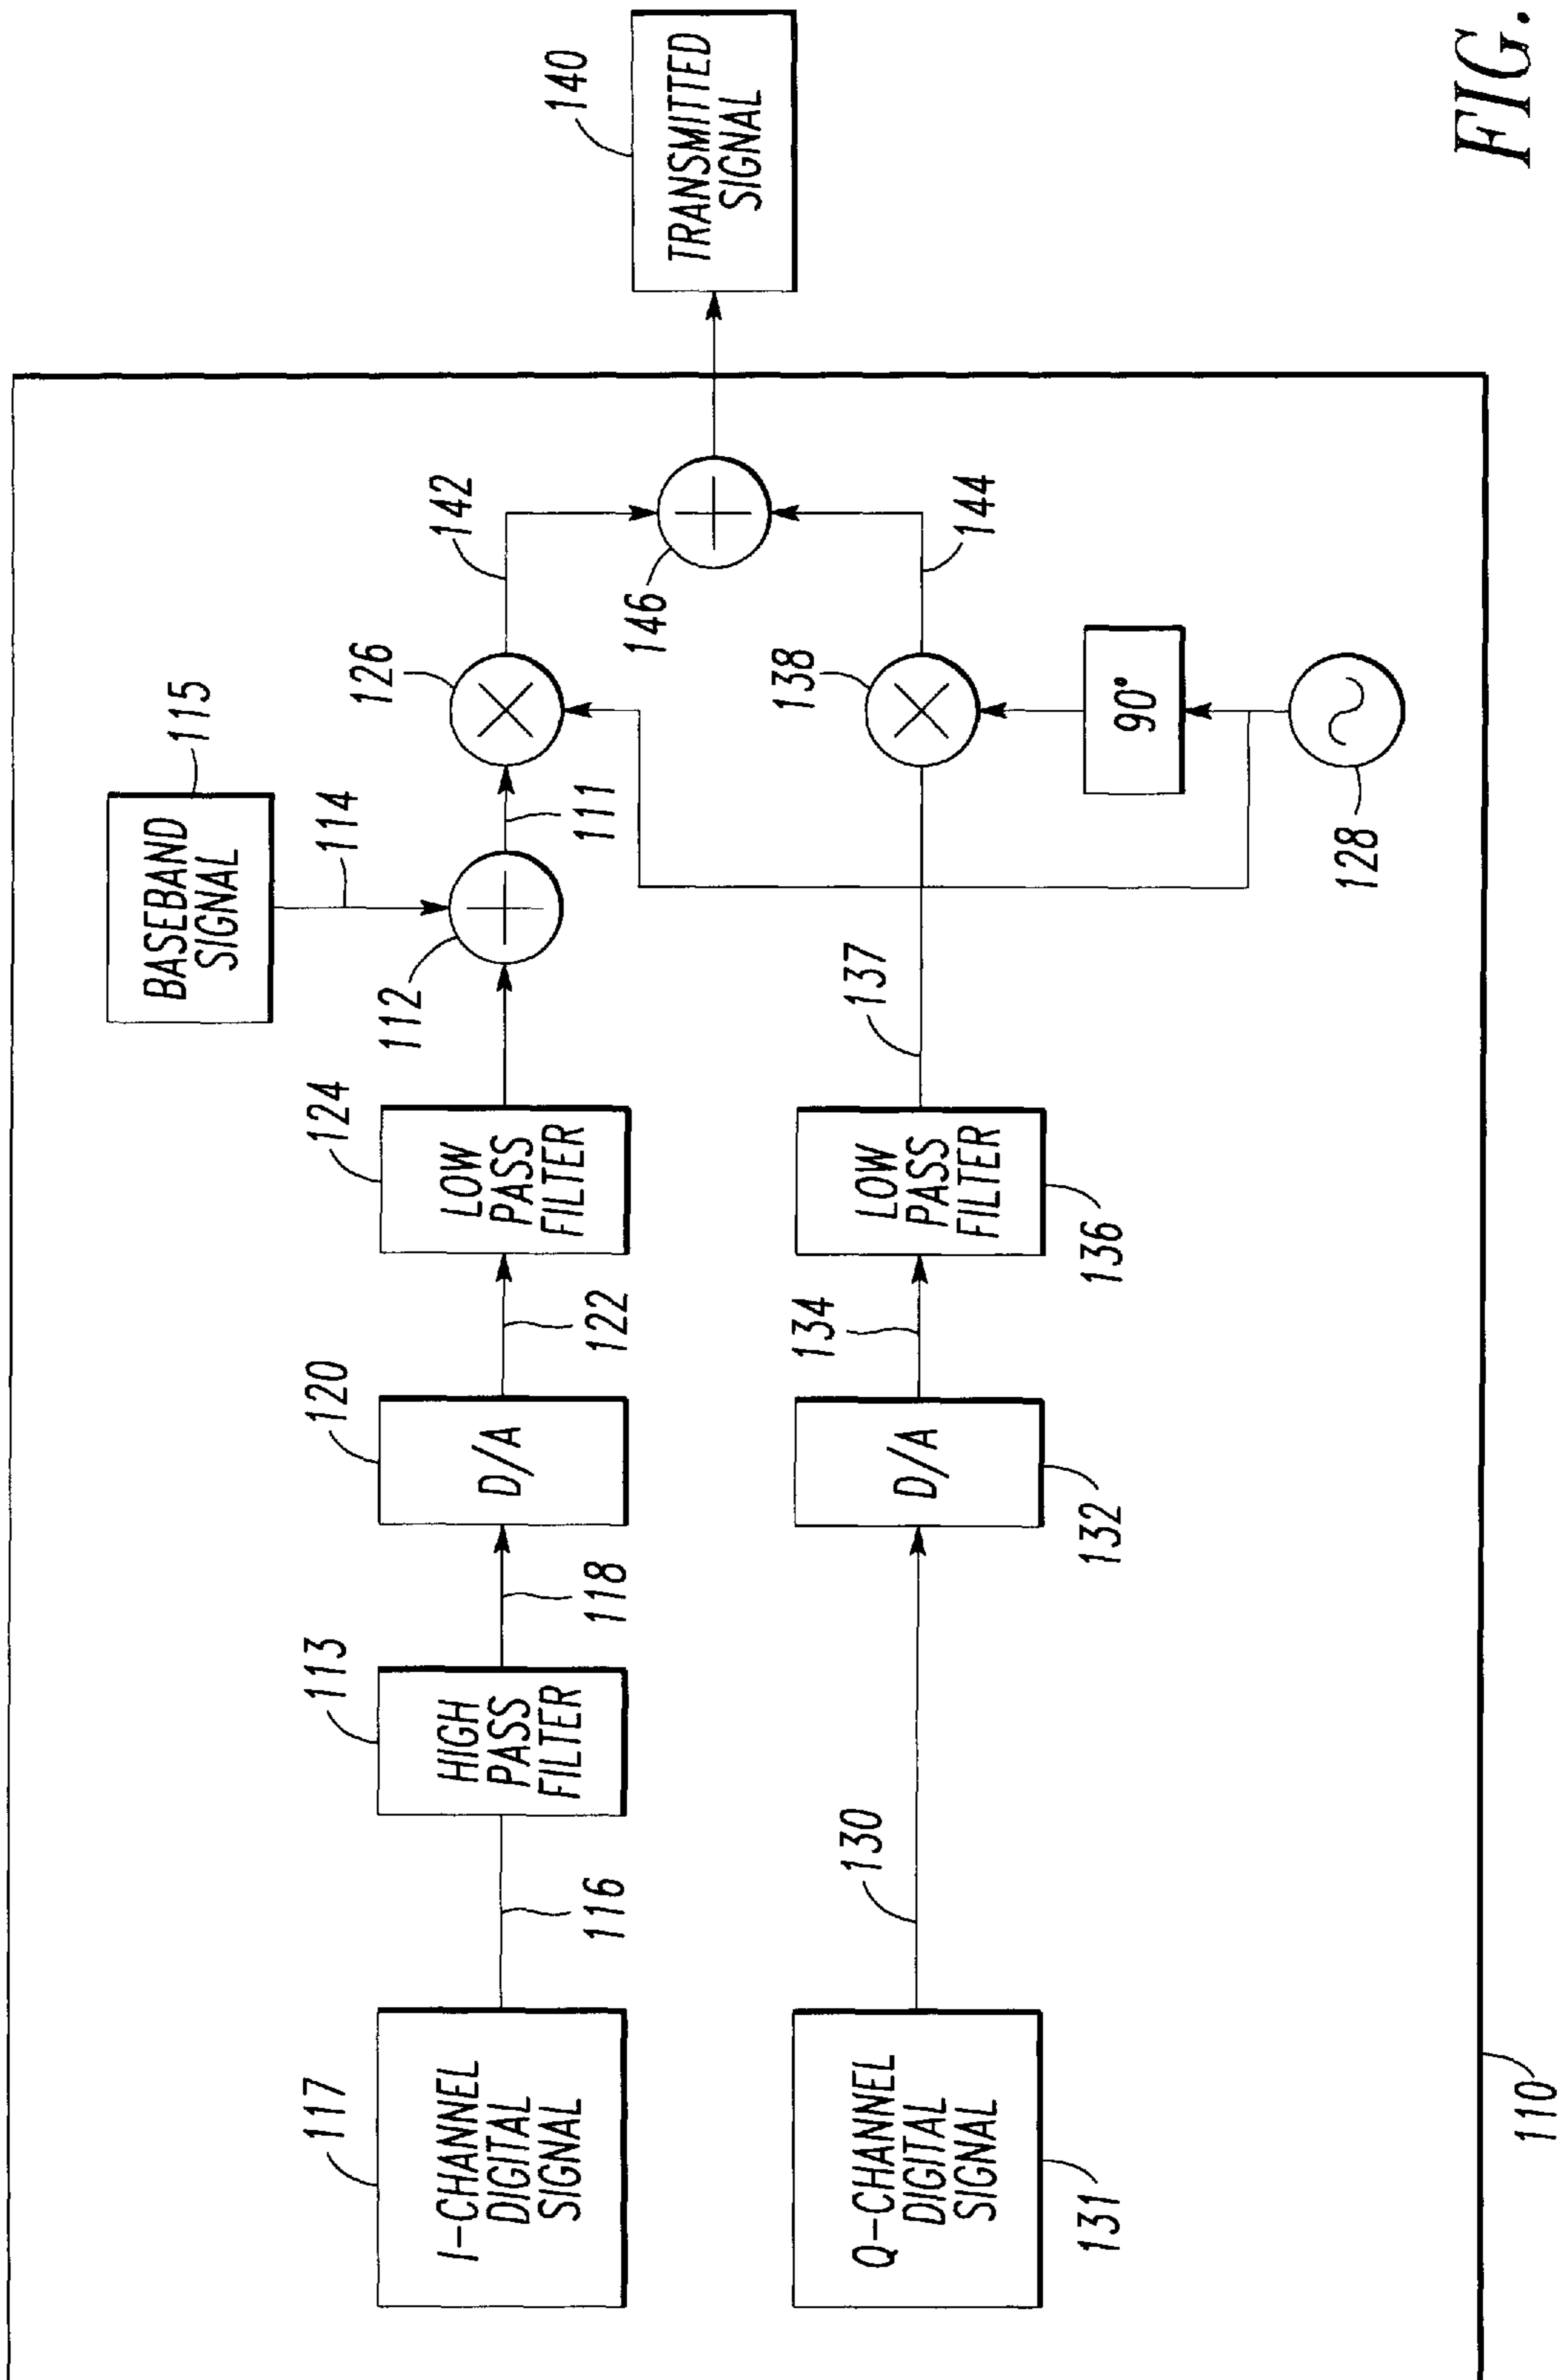 140
TRANSMITTED
SIGNAL
BASEBAND
SIGNAL
115
114
126
142
146
144
138
111
112
90°
128
117
I-CHANNEL
DIGITAL
SIGNAL
116
113
HIGH
PASS
FILTER
118
120
D/A
122
124
LOW
PASS
FILTER
137
131
Q-CHANNEL
DIGITAL
SIGNAL
130
132
D/A
134
136
LOW
PASS
FILTER
110
FIG.